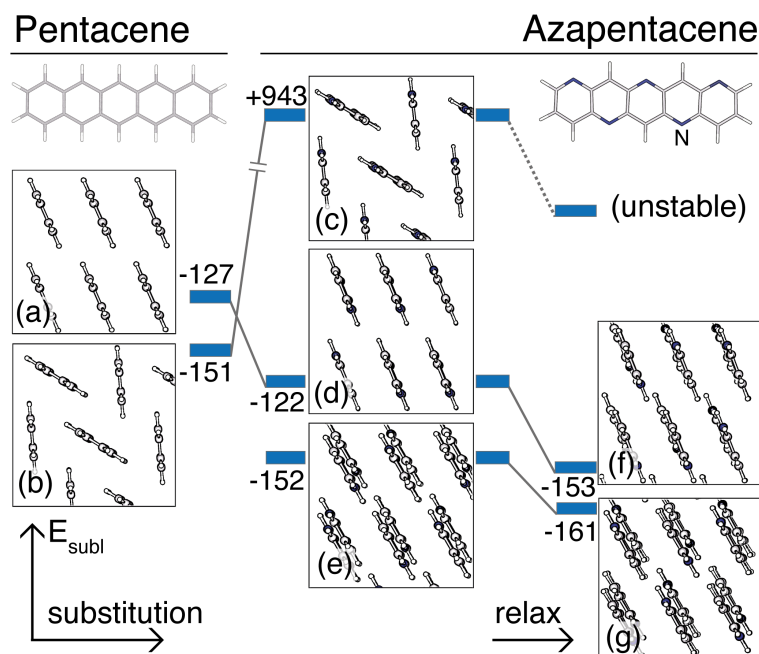 Pentacene
Azapentacene
+943
N
(c)
(unstable)
(a)
-127
-151
(b)
(d)
-122
-152
(e)
(f)
-153
-161
(g)
E subl
substitution
relax